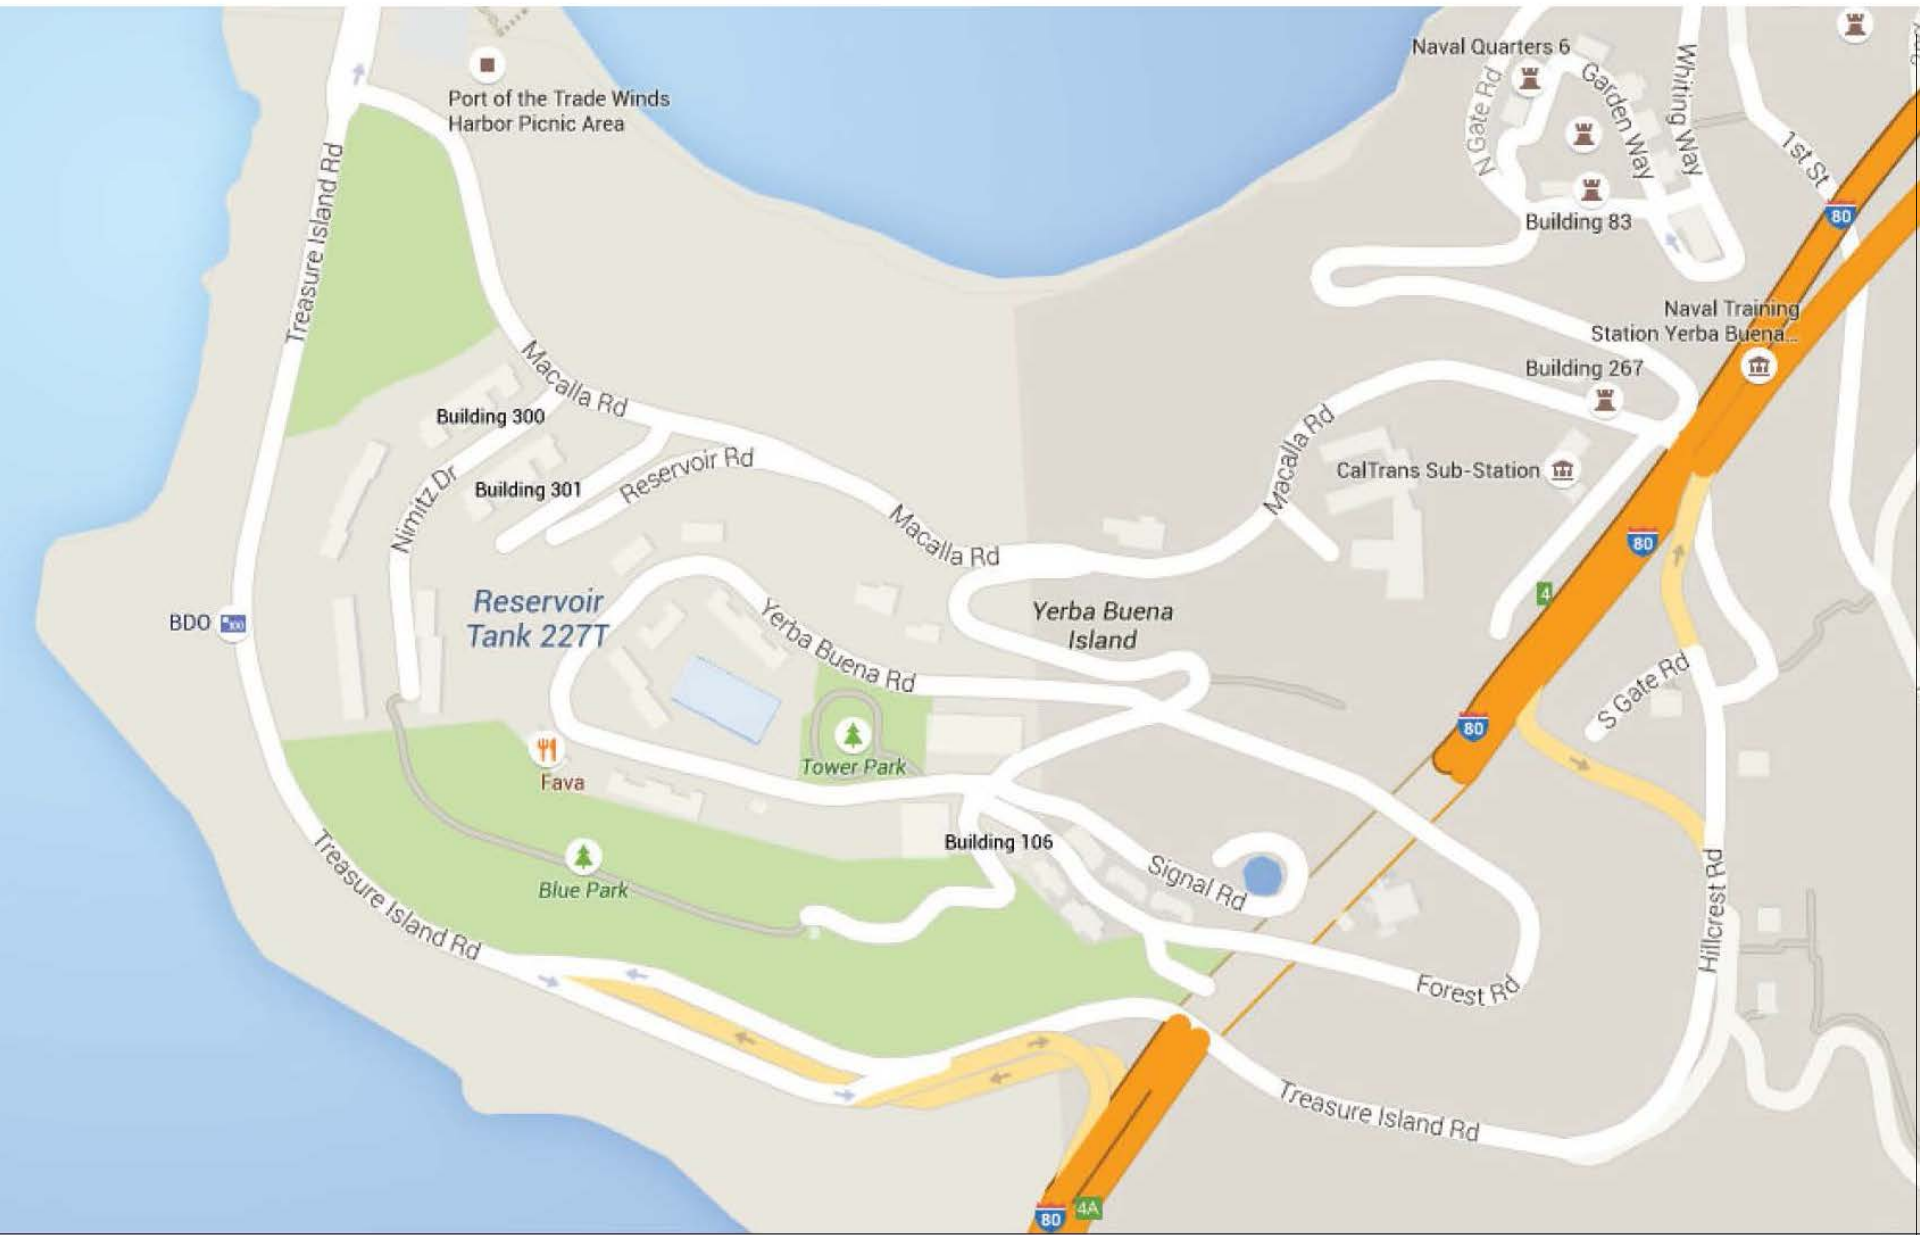 Naval Quarters 6
Port of the Trade Winds
Harbor Picnic Area
N Gate Rd
Garden Way
Whiting Way
1st St
80
Building 83
Treasure Island Rd
Naval Training
Station Yerba Buena...
Building 267
Macalla Rd
Building 300
Macalla Rd
Reservoir Rd
CalTrans Sub-Station
Building 301
Nimitz Dr
Macalla Rd
80
4
Reservoir
Tank 227T
BDO
Yerba Buena
Island
Yerba Buena Rd
S Gate Rd
80
Tower Park
Fava
Building 106
Signal Rd
Blue Park
Treasure Island Rd
Hillcrest Rd
Forest Rd
Treasure Island Rd
80
4A